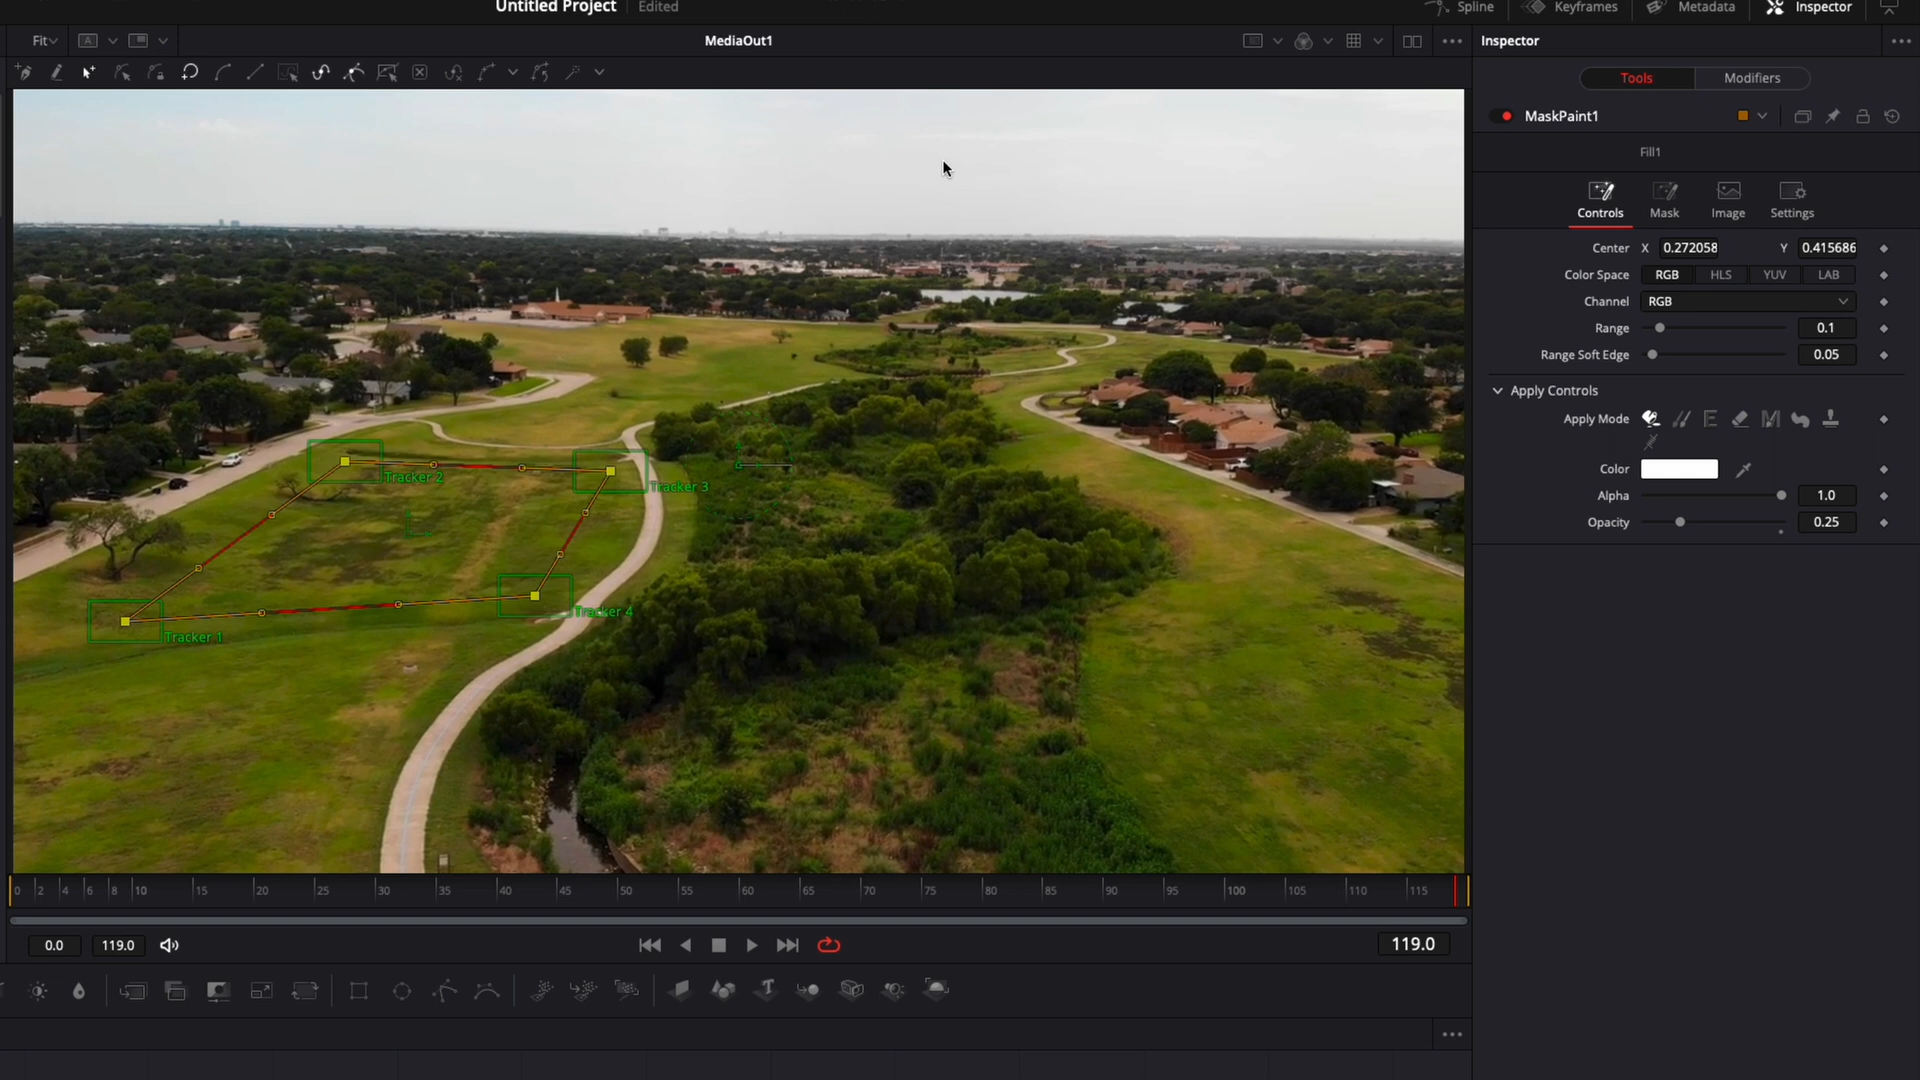 Untitled Project Edited
Spline Keyframes Metadata Inspector
Fit MediaOut1 Inspector
Tools Modifiers
MaskPaint1
Fill1
Controls Mask Image Settings
Center X 0.272058 Y 0.415686
Color Space RGB HLS YUV LAB
Channel RGB
Range 0.1
Range Soft Edge 0.05
Apply Controls
Apply Mode
Color
Alpha 1.0
Opacity 0.25
Tracker 2
Tracker 3
Tracker 4
Tracker 1
0 2 4 6 8 10 15 20 25 30 35 40 45 50 55 60 65 70 75 80 85 90 95 100 105 110 115
0.0 119.0 119.0